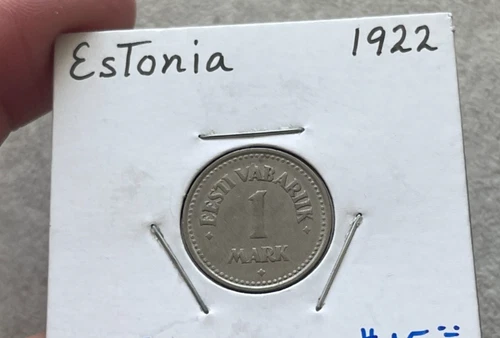 Estonia 1922
EESTI VABARIIK
1
MARK